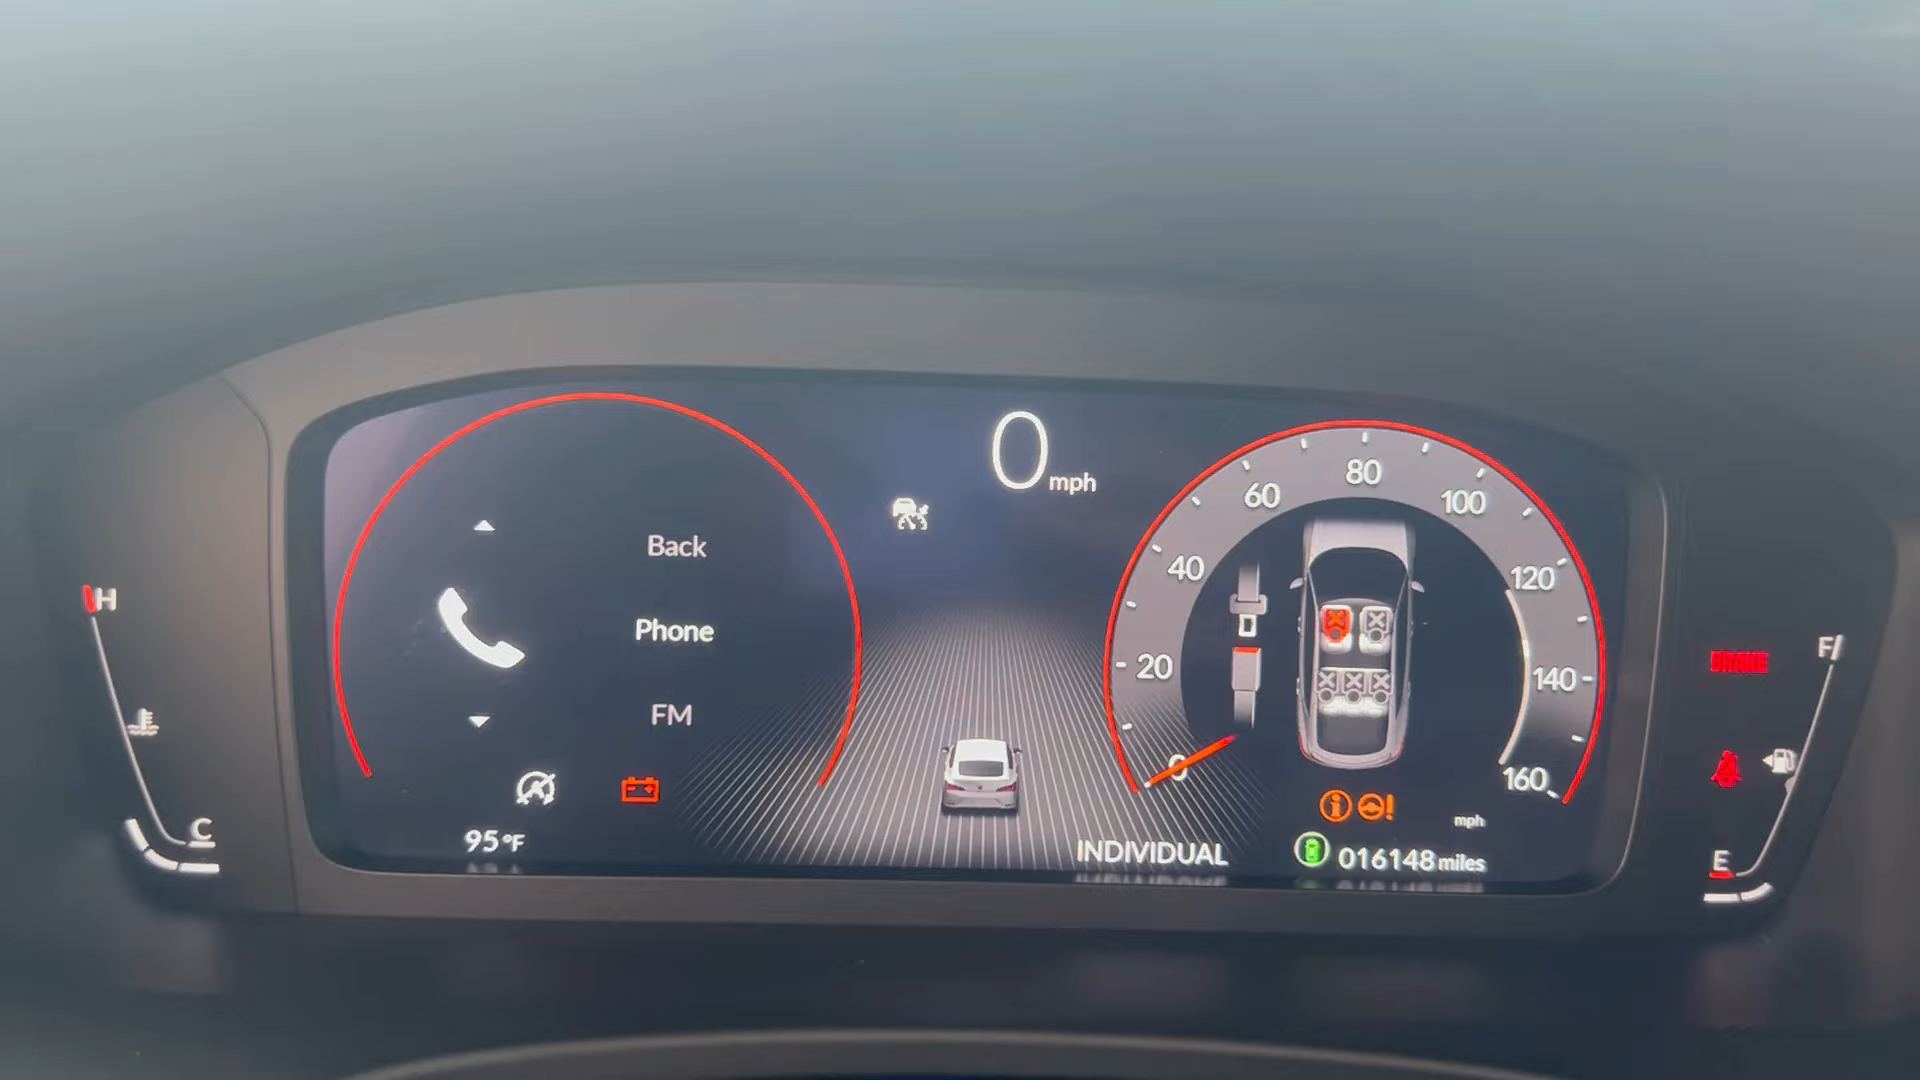 0 mph
Back
Phone
FM
95°F
H
C
0
20
40
60
80
100
120
140
160
mph
INDIVIDUAL
016148 miles
BRAKE
F
E